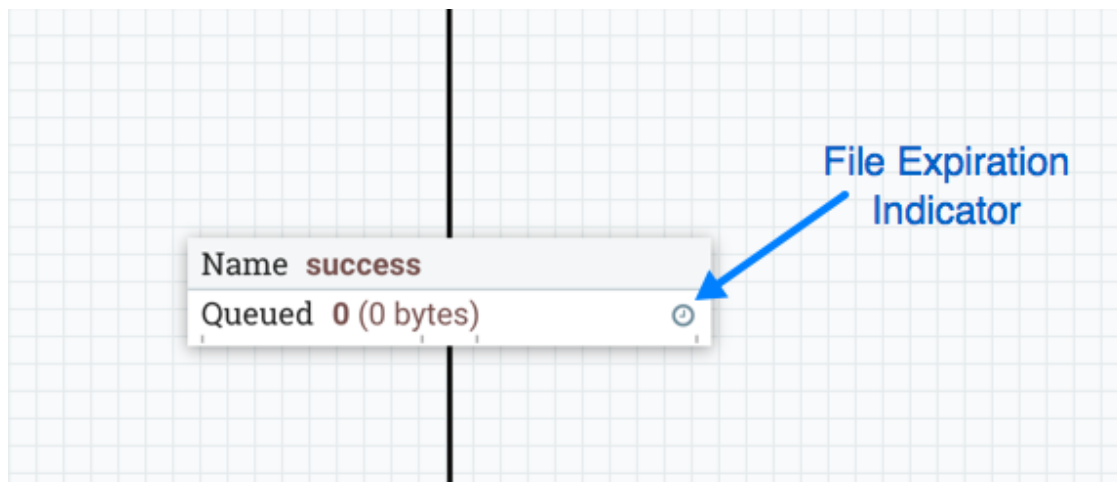 File Expiration
Indicator
Name success
Queued 0 (0 bytes)